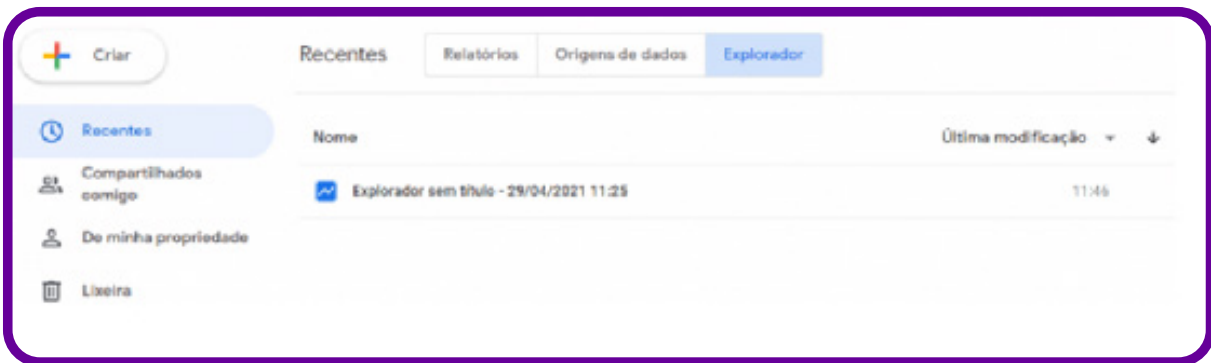 Criar
Recentes
Relatórios
Origens de dados
Explorador
Recentes
Compartilhados
comigo
De minha propriedade
Lixeira
Nome
Última modificação
Explorador sem título - 29/04/2021 11:25
11:46